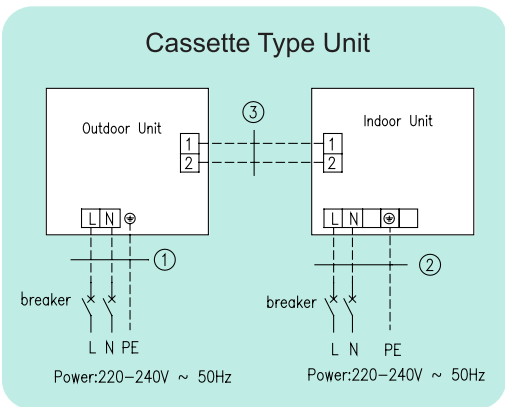 Cassette Type Unit
Outdoor Unit
1
2
3
Indoor Unit
1
2
L N
1
breaker
L N PE
Power:220-240V ~ 50Hz
L N
2
breaker
L N PE
Power:220-240V ~ 50Hz